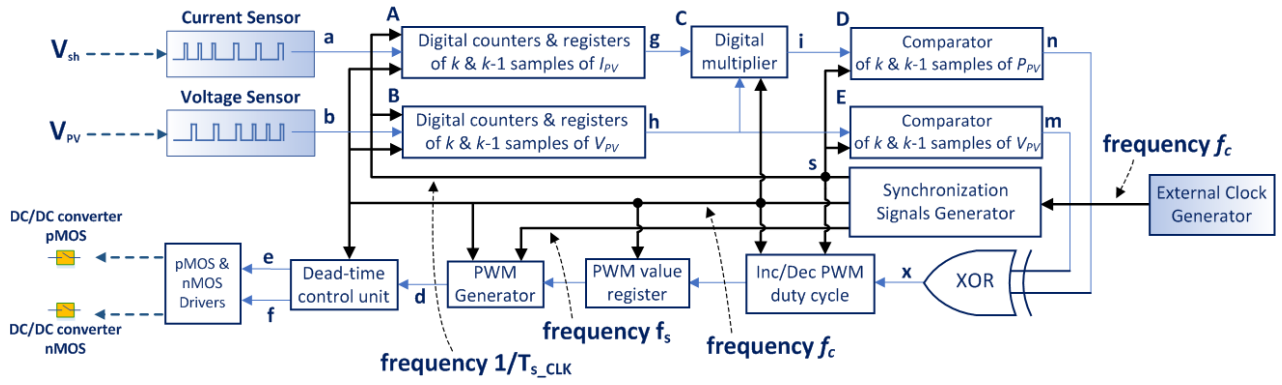 Current Sensor
V_sh
a
A
Digital counters & registers
of k & k-1 samples of I_PV
g
C
Digital
multiplier
i
D
Comparator
of k & k-1 samples of P_PV
n
Voltage Sensor
V_PV
b
B
Digital counters & registers
of k & k-1 samples of V_PV
h
E
Comparator
of k & k-1 samples of V_PV
m
frequency f_c
s
Synchronization
Signals Generator
External Clock
Generator
DC/DC converter
pMOS
pMOS &
nMOS
Drivers
e
f
Dead-time
control unit
d
PWM
Generator
PWM value
register
Inc/Dec PWM
duty cycle
x
XOR
DC/DC converter
nMOS
frequency f_s
frequency f_c
frequency 1/T_s_CLK